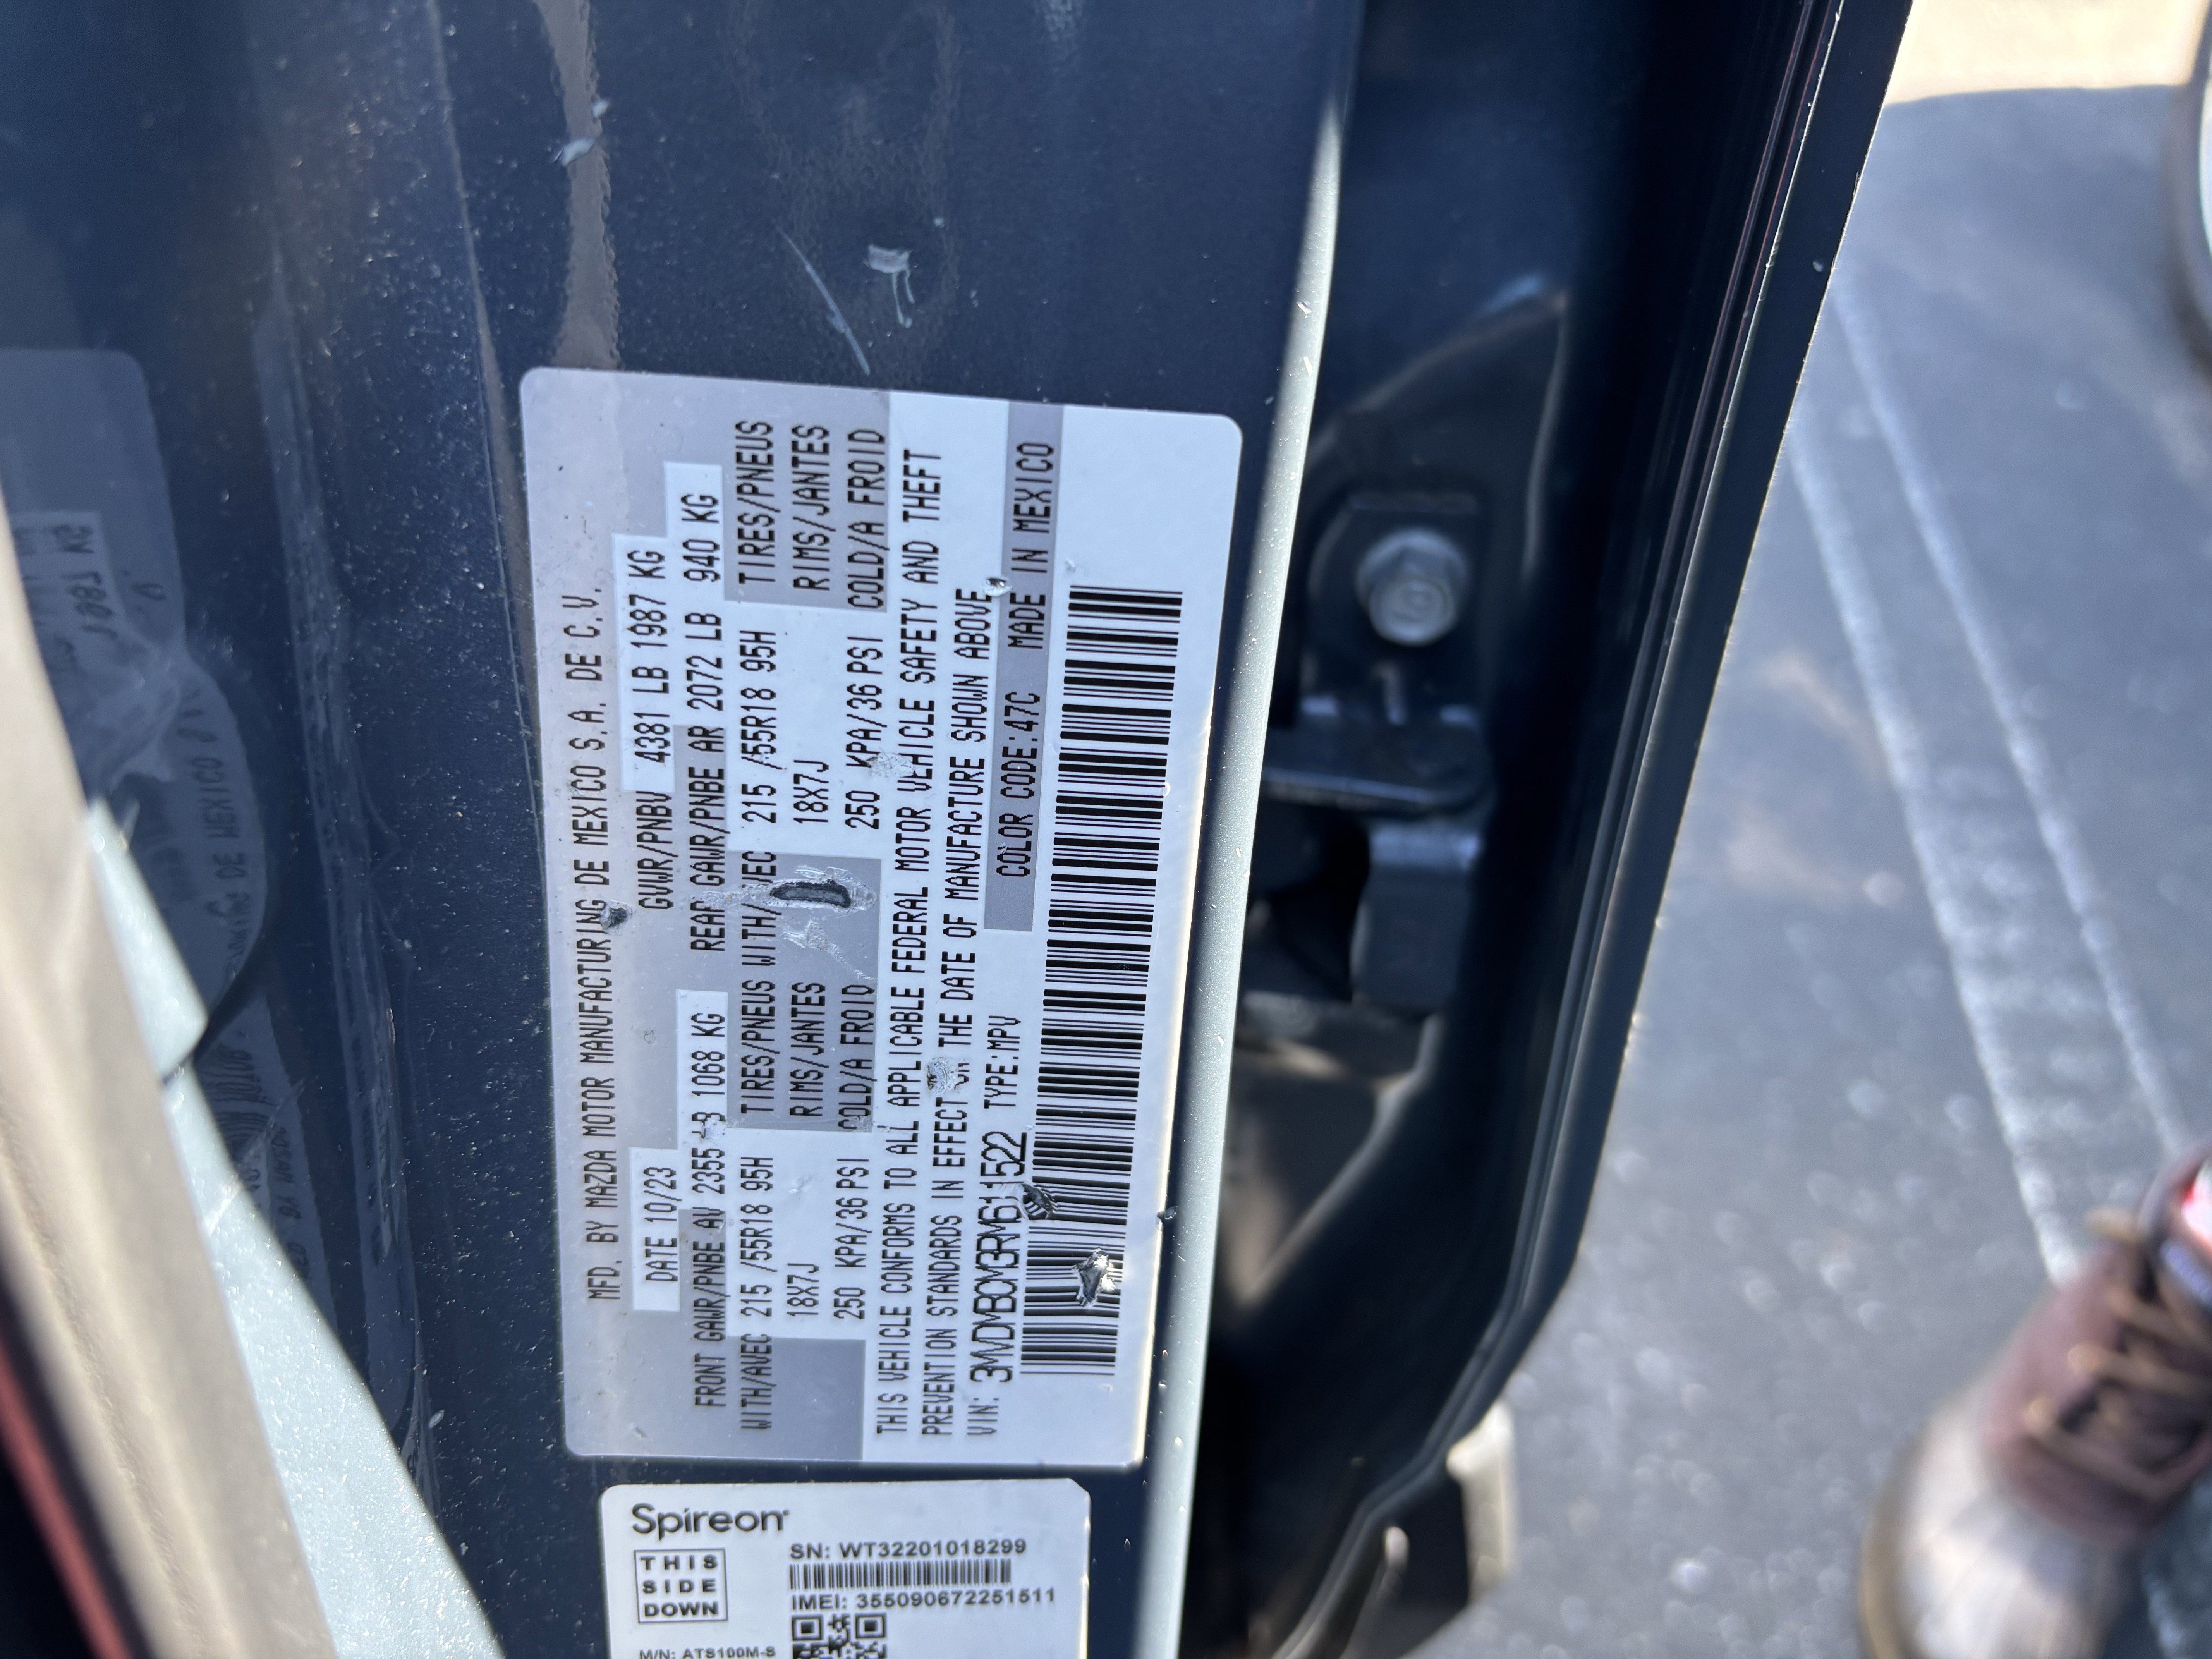 MFD. BY MAZDA MOTOR MANUFACTURING DE MEXICO S.A. DE C.V.
DATE 10/23 GVWR/PNBV 4381 LB 1987 KG
FRONT GAWR/PNBE AV 2355 LB 1068 KG REAR GAWR/PNBE AR 2072 LB 940 KG
WITH/AVEC 215 /55R18 95H TIRES/PNEUS WITH/AVEC 215 /55R18 95H TIRES/PNEUS
18X7J RIMS/JANTES 18X7J RIMS/JANTES
250 KPA/36 PSI COLD/A FROID 250 KPA/36 PSI COLD/A FROID
THIS VEHICLE CONFORMS TO ALL APPLICABLE FEDERAL MOTOR VEHICLE SAFETY AND THEFT
PREVENTION STANDARDS IN EFFECT ON THE DATE OF MANUFACTURE SHOWN ABOVE
VIN: 3MVDMBCM3RM611522 TYPE:MPV COLOR CODE:47C MADE IN MEXICO
Spireon
THIS
SIDE
DOWN
SN: WT32201018299
IMEI: 355090672251511
M/N: ATS100M-S